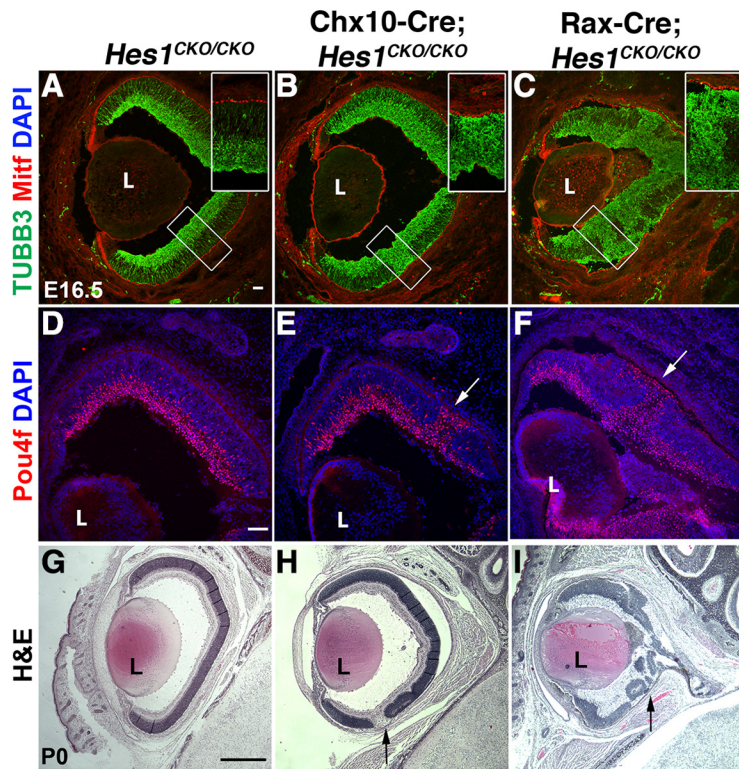 Chx10-Cre; Rax-Cre;
Hes1CKO/CKO Hes1CKO/CKO Hes1CKO/CKO
TUBB3 Mitf DAPI
A B C
L L L
E16.5
Pou4f DAPI
D E F
L L L
H&E
G H I
L L L
P0